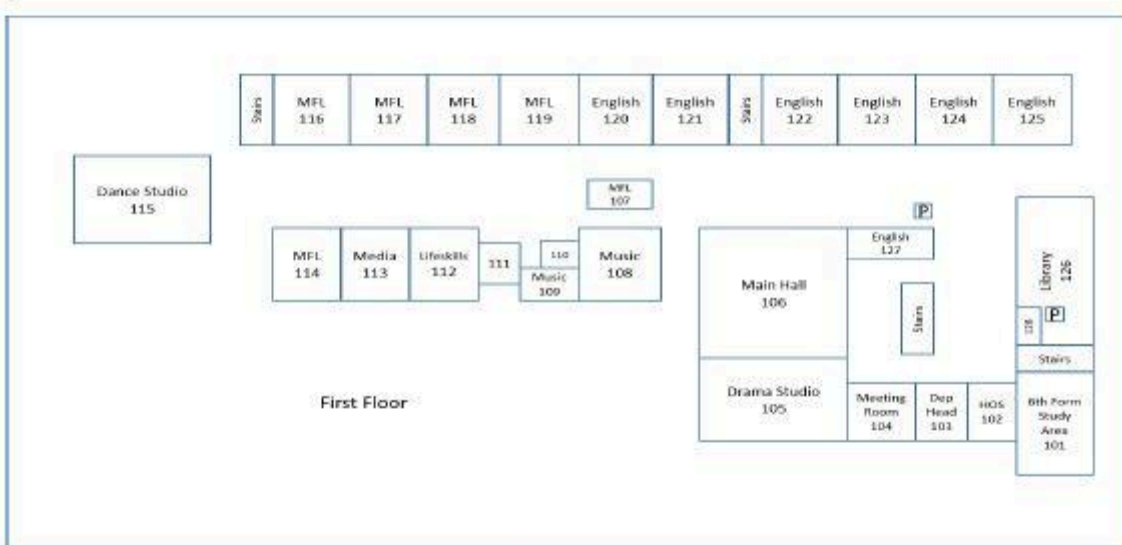 Stairs
MFL
116
MFL
117
MFL
118
MFL
119
English
120
English
121
Stairs
English
122
English
123
English
124
English
125
Dance Studio
115
MFL
107
MFL
114
Media
113
Lifeskills
112
111
110
Music
109
Music
108
Main Hall
106
P
English
127
Stairs
Library
126
128
P
Stairs
Drama Studio
105
Meeting
Room
104
Dep
Head
103
HOS
102
6th Form
Study
Area
101
First Floor